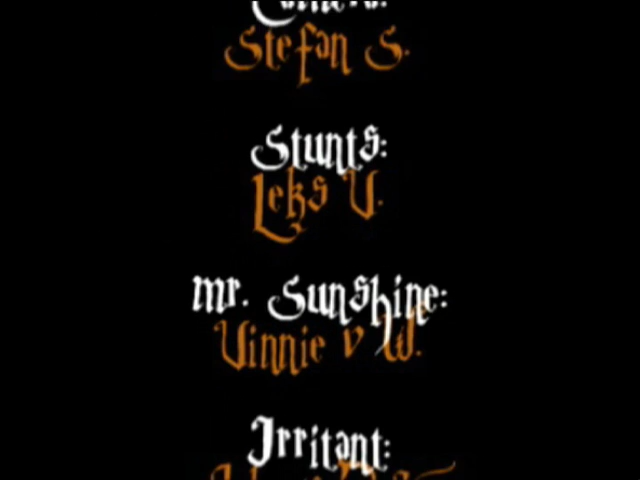 Stefan S.
Stunts:
Leks V.
mr. Sunshine:
Vinnie v W.
Irritant: